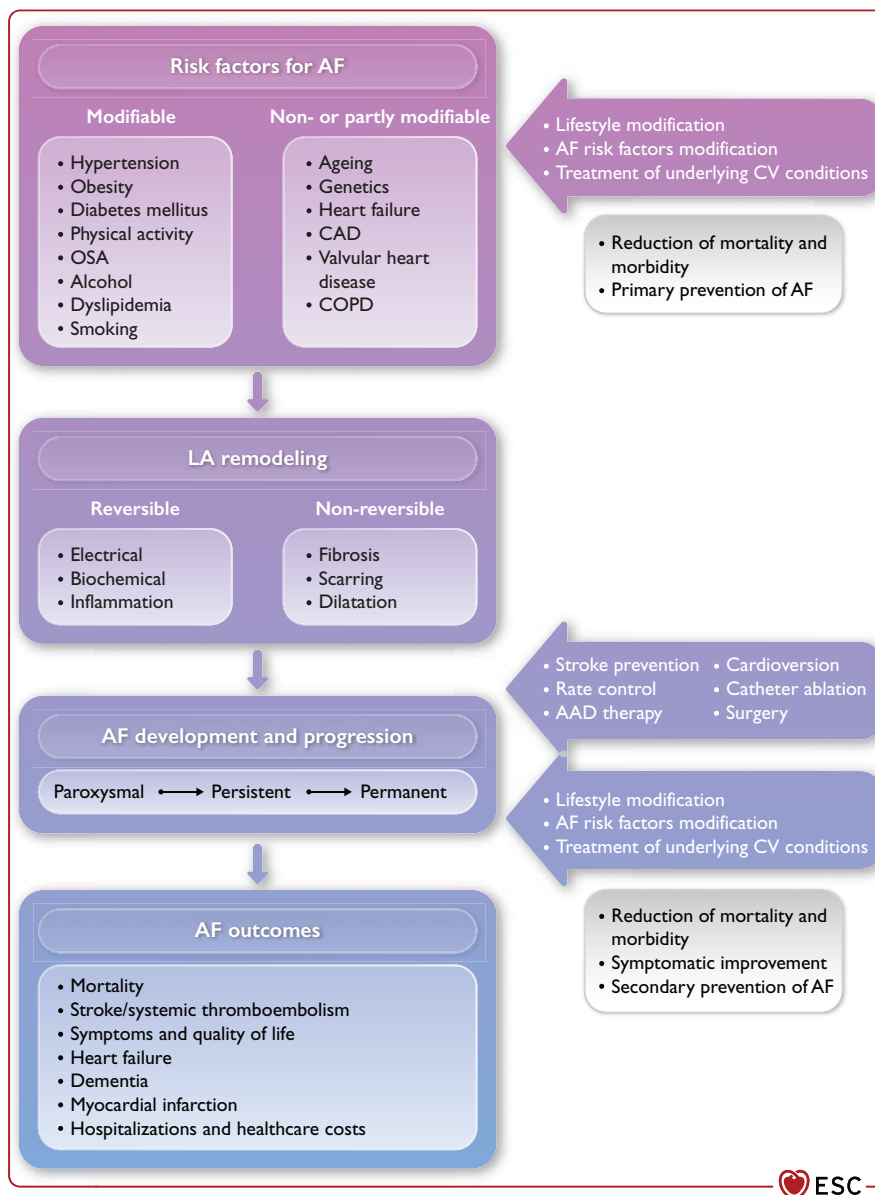 Risk factors for AF
Modifiable
• Hypertension
• Obesity
• Diabetes mellitus
• Physical activity
• OSA
• Alcohol
• Dyslipidemia
• Smoking
Non- or partly modifiable
• Ageing
• Genetics
• Heart failure
• CAD
• Valvular heart
disease
• COPD
• Lifestyle modification
• AF risk factors modification
• Treatment of underlying CV conditions
• Reduction of mortality and
morbidity
• Primary prevention of AF
LA remodeling
Reversible
• Electrical
• Biochemical
• Inflammation
Non-reversible
• Fibrosis
• Scarring
• Dilatation
• Stroke prevention
• Rate control
• AAD therapy
• Cardioversion
• Catheter ablation
• Surgery
AF development and progression
Paroxysmal Persistent Permanent
• Lifestyle modification
• AF risk factors modification
• Treatment of underlying CV conditions
• Reduction of mortality and
morbidity
• Symptomatic improvement
• Secondary prevention of AF
AF outcomes
• Mortality
• Stroke/systemic thromboembolism
• Symptoms and quality of life
• Heart failure
• Dementia
• Myocardial infarction
• Hospitalizations and healthcare costs
ESC